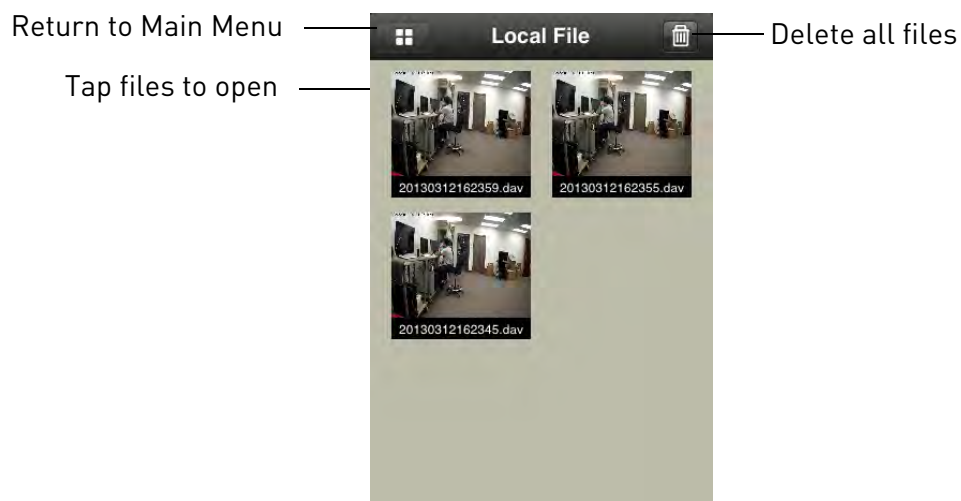 Return to Main Menu
Local File
Delete all files
Tap files to open
20130312162359.dav
20130312162355.dav
20130312162345.dav